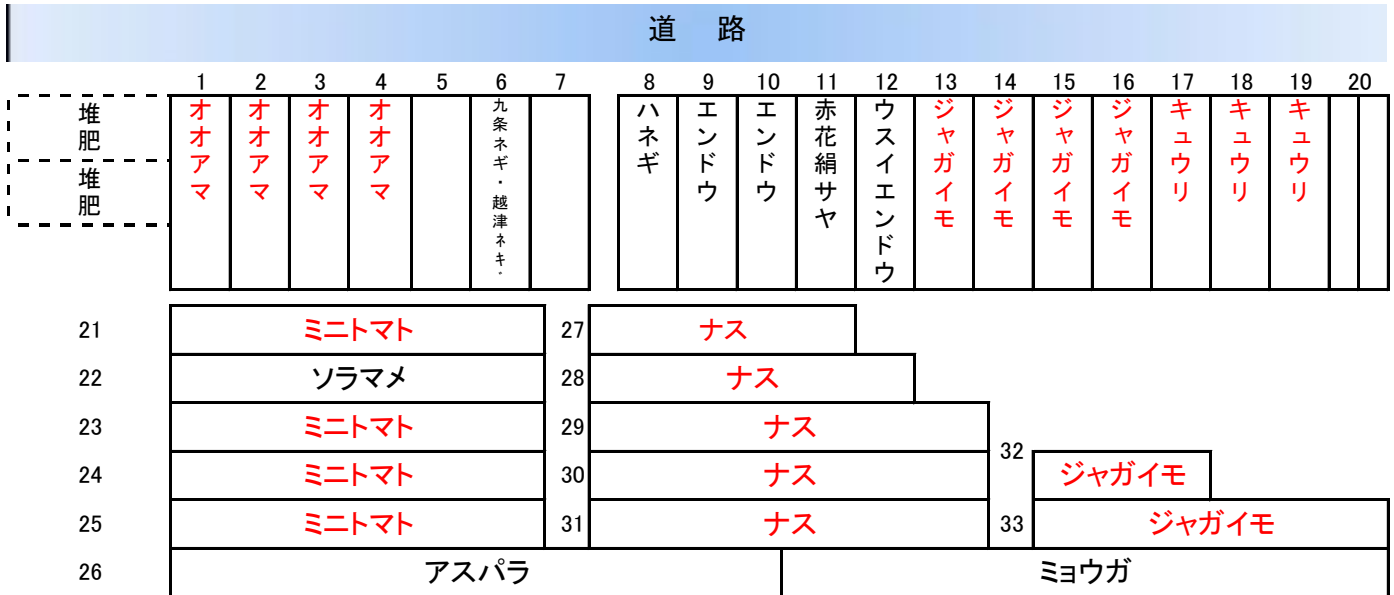 道 路
1 2 3 4 5 6 7 8 9 10 11 12 13 14 15 16 17 18 19 20
堆肥
堆肥
オオアマ
オオアマ
オオアマ
オオアマ
九条ネギ・越津ネギ
ハネギ
エンドウ
エンドウ
赤花絹サヤ
ウスイエンドウ
ジャガイモ
ジャガイモ
ジャガイモ
ジャガイモ
キュウリ
キュウリ
キュウリ
21 ミニトマト 27 ナス
22 ソラマメ 28 ナス
23 ミニトマト 29 ナス
32
24 ミニトマト 30 ナス ジャガイモ
25 ミニトマト 31 ナス 33 ジャガイモ
26 アスパラ ミョウガ